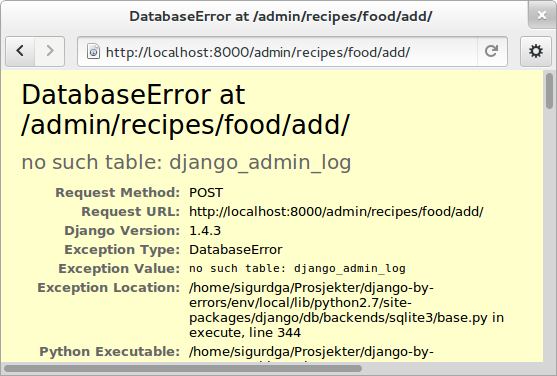 DatabaseError at /admin/recipes/food/add/
http://localhost:8000/admin/recipes/food/add/
DatabaseError at
/admin/recipes/food/add/
no such table: django_admin_log
Request Method: POST
Request URL: http://localhost:8000/admin/recipes/food/add/
Django Version: 1.4.3
Exception Type: DatabaseError
Exception Value: no such table: django_admin_log
Exception Location: /home/sigurdga/Prosjekter/django-by-
errors/env/local/lib/python2.7/site-
packages/django/db/backends/sqlite3/base.py in
execute, line 344
Python Executable: /home/sigurdga/Prosjekter/django-by-